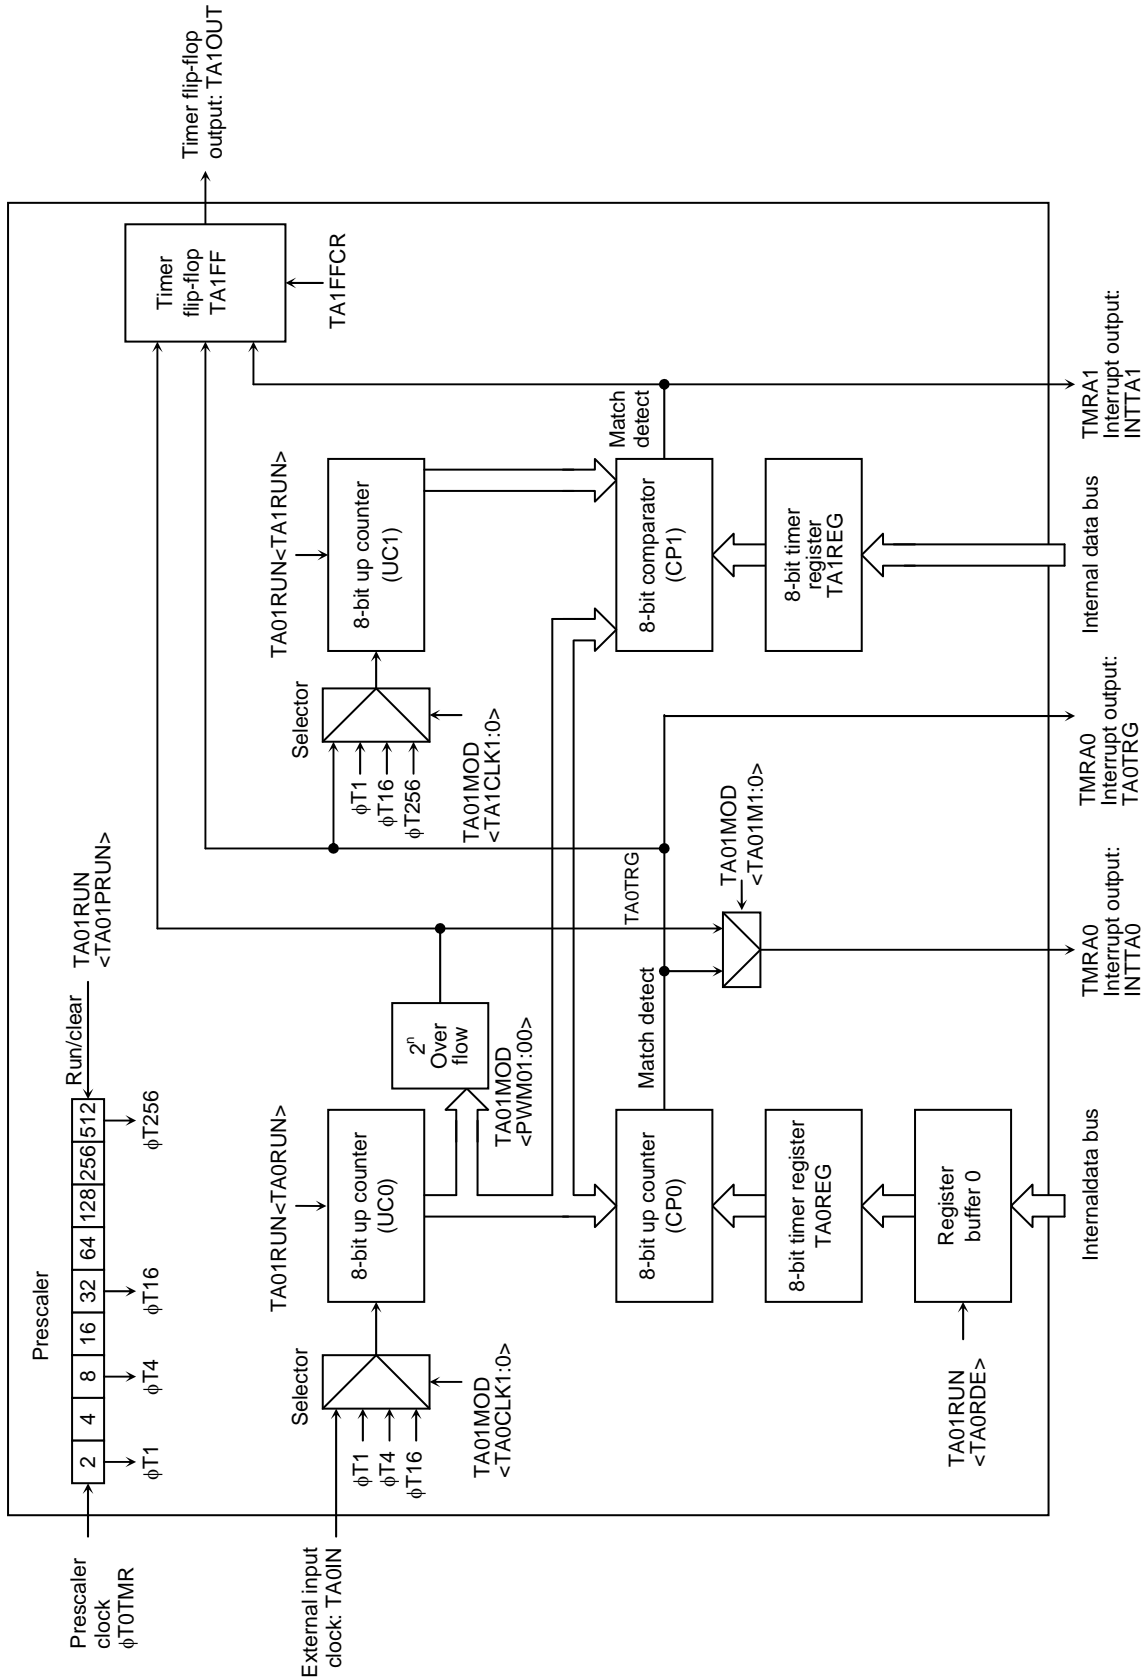 Prescaler
Prescaler
clock
ϕT0TMR
2 4 8 16 32 64 128 256 512
Run/clear
TA01RUN
<TA01PRUN>
ϕT1
ϕT4
ϕT16
ϕT256
External input
clock: TA0IN
Selector
ϕT1
ϕT4
ϕT16
TA01MOD
<TA0CLK1:0>
TA01RUN<TA0RUN>
8-bit up counter
(UC0)
2ⁿ
Over
flow
TA01MOD
<PWM01:00>
Selector
ϕT1
ϕT16
ϕT256
TA01MOD
<TA1CLK1:0>
TA01RUN<TA1RUN>
8-bit up counter
(UC1)
Timer
flip-flop
TA1FF
TA1FFCR
Timer flip-flop
output: TA1OUT
8-bit up counter
(CP0)
Match detect
TA0TRG
TA01MOD
<TA01M1:0>
8-bit comparator
(CP1)
Match
detect
8-bit timer register
TA0REG
8-bit timer
register
TA1REG
TA01RUN
<TA0RDE>
Register
buffer 0
Internaldata bus
TMRA0
Interrupt output:
INTTA0
TMRA0
Interrupt output:
TA0TRG
Internal data bus
TMRA1
Interrupt output:
INTTA1